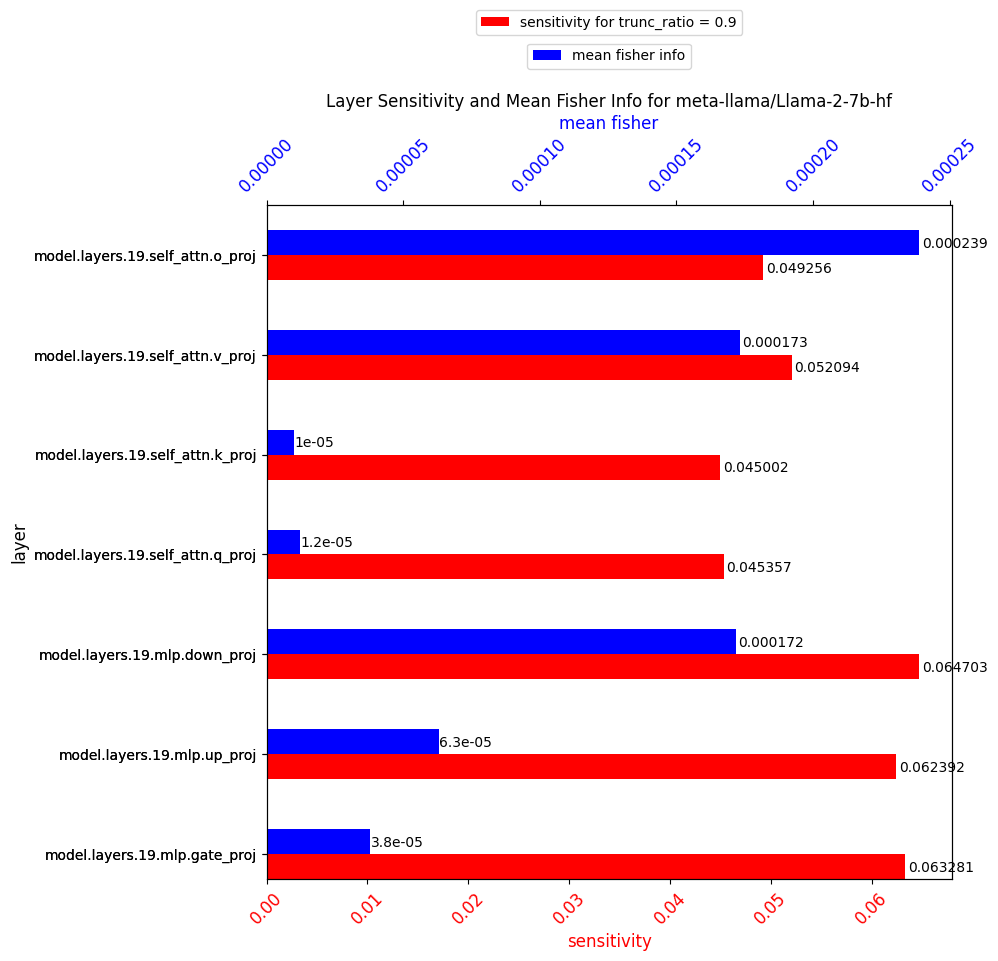 sensitivity for trunc_ratio = 0.9
mean fisher info
Layer Sensitivity and Mean Fisher Info for meta-llama/Llama-2-7b-hf
mean fisher
0.00000
0.00005
0.00010
0.00015
0.00020
0.00025
model.layers.19.self_attn.o_proj
0.000239
0.049256
model.layers.19.self_attn.v_proj
0.000173
0.052094
model.layers.19.self_attn.k_proj
1e-05
0.045002
layer
model.layers.19.self_attn.q_proj
1.2e-05
0.045357
model.layers.19.mlp.down_proj
0.000172
0.064703
model.layers.19.mlp.up_proj
6.3e-05
0.062392
model.layers.19.mlp.gate_proj
3.8e-05
0.063281
0.00
0.01
0.02
0.03
0.04
0.05
0.06
sensitivity